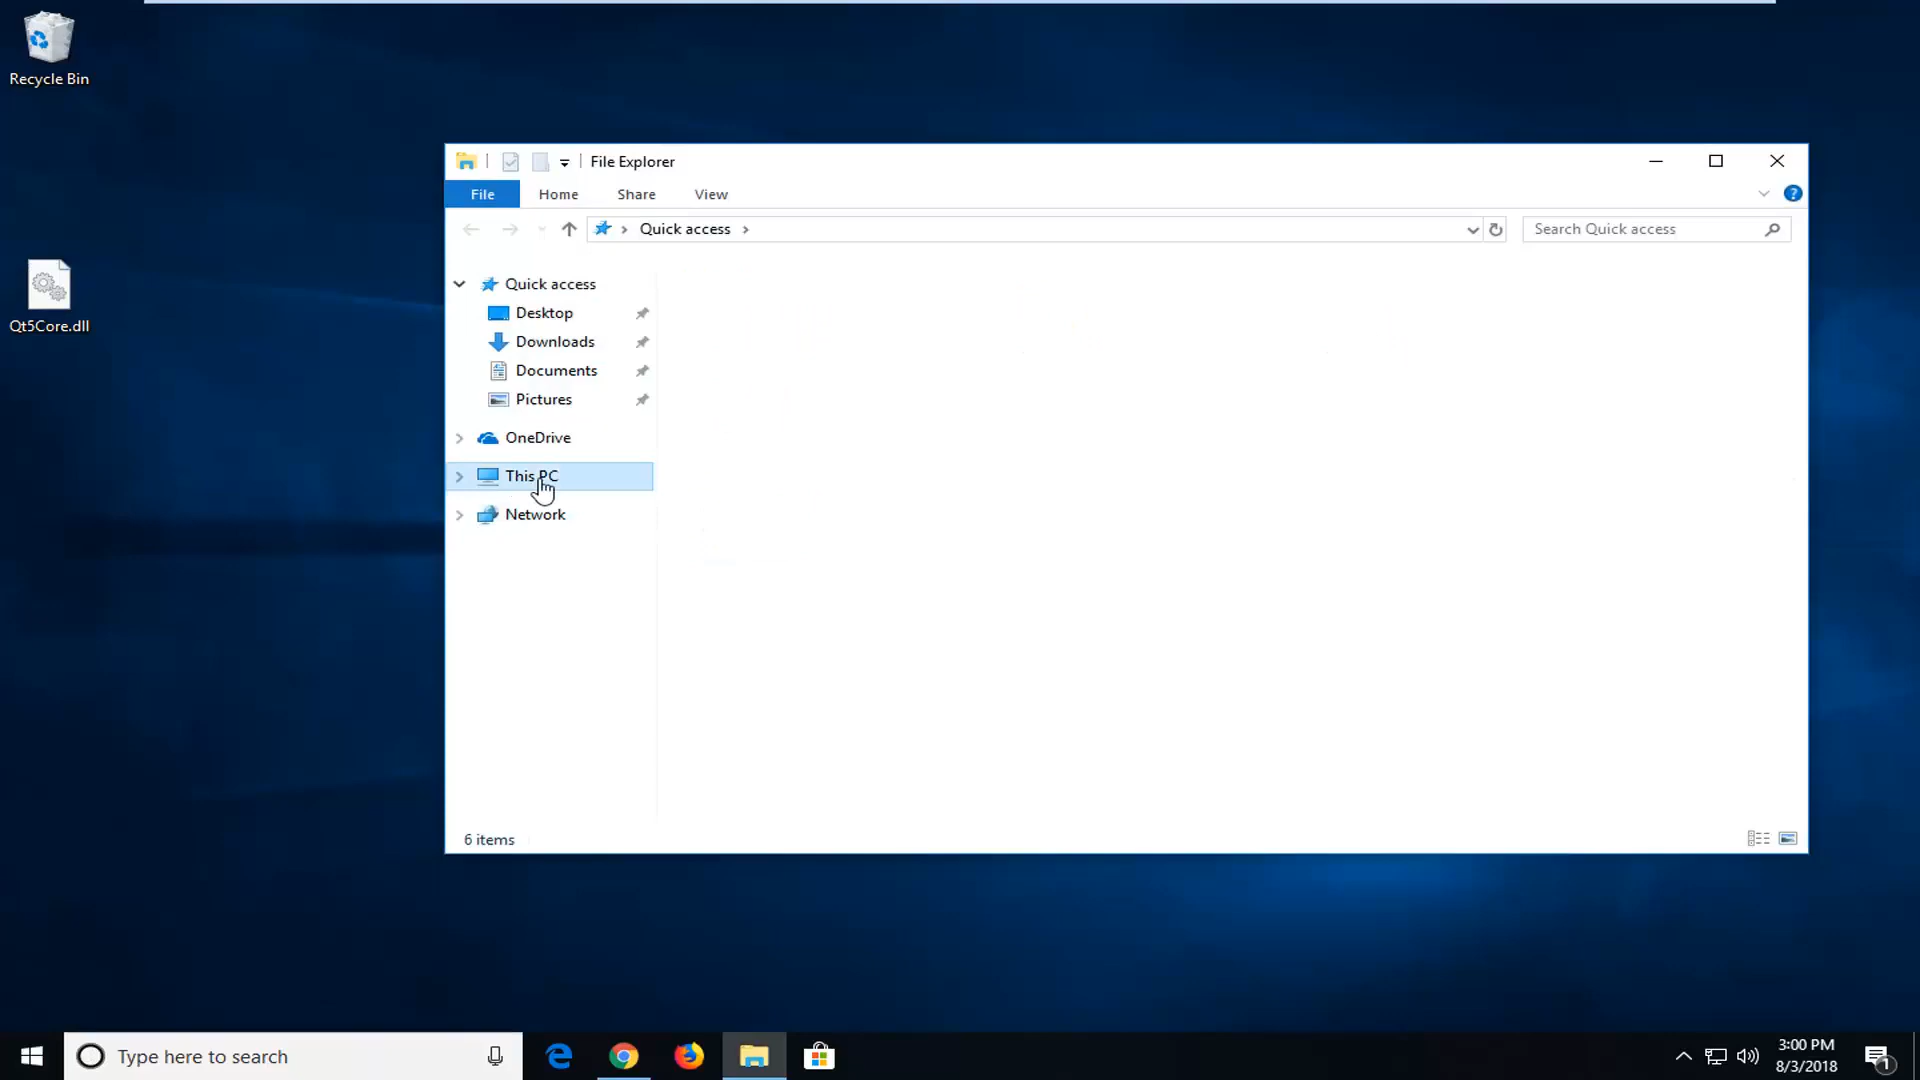 Recycle Bin
Qt5Core.dll
File Explorer
File Home Share View
?
Quick access
Search Quick access
Quick access
Desktop
Downloads
Documents
Pictures
OneDrive
This PC
Network
6 items
Type here to search
3:00 PM
8/3/2018
1